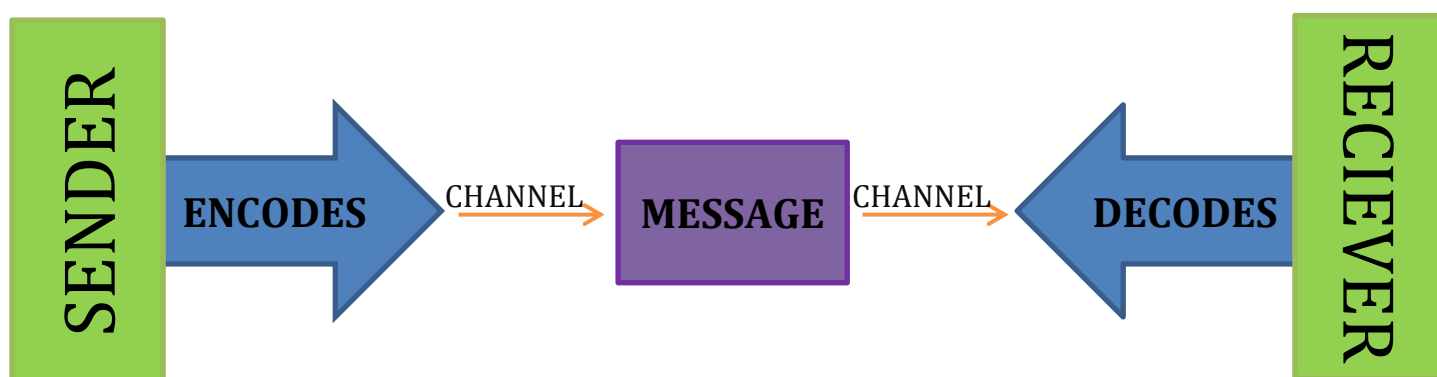 SENDER
ENCODES
CHANNEL
MESSAGE
CHANNEL
DECODES
RECIEVER